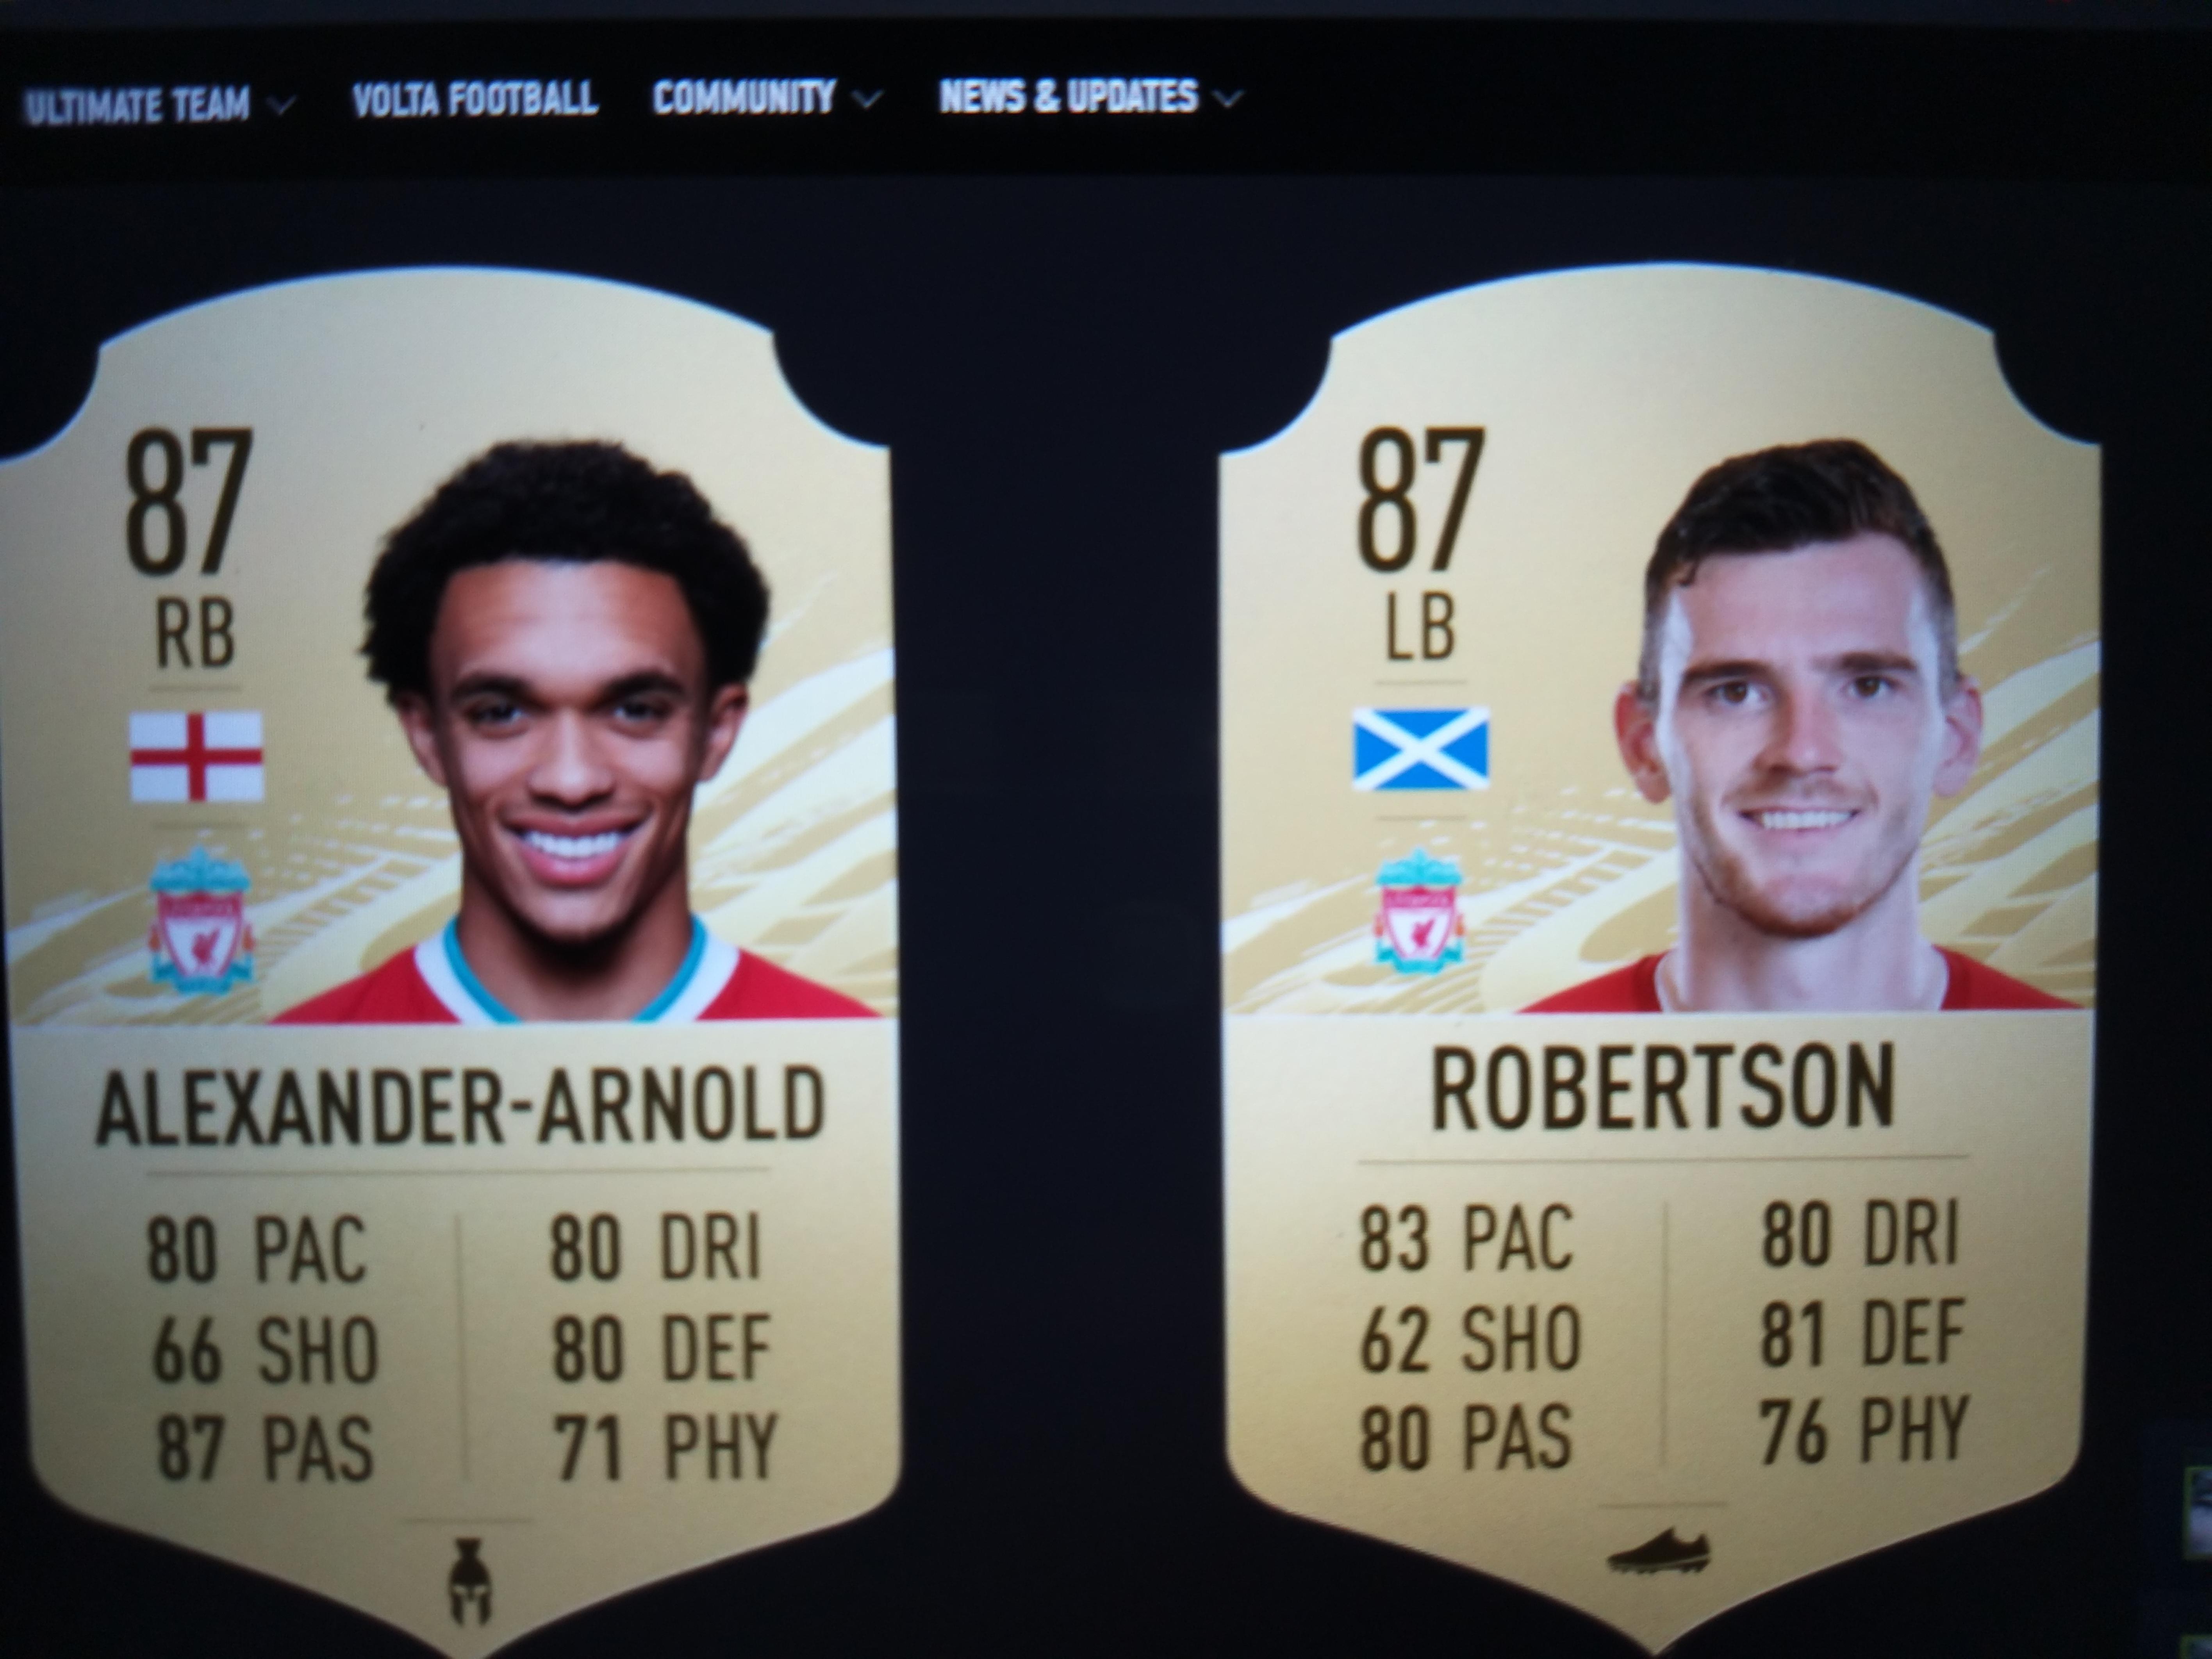 ULTIMATE TEAM VOLTA FOOTBALL COMMUNITY NEWS & UPDATES
87
RB
LIVERPOOL
ALEXANDER-ARNOLD
80 PAC 80 DRI
66 SHO 80 DEF
87 PAS 71 PHY
87
LB
LIVERPOOL
ROBERTSON
83 PAC 80 DRI
62 SHO 81 DEF
80 PAS 76 PHY